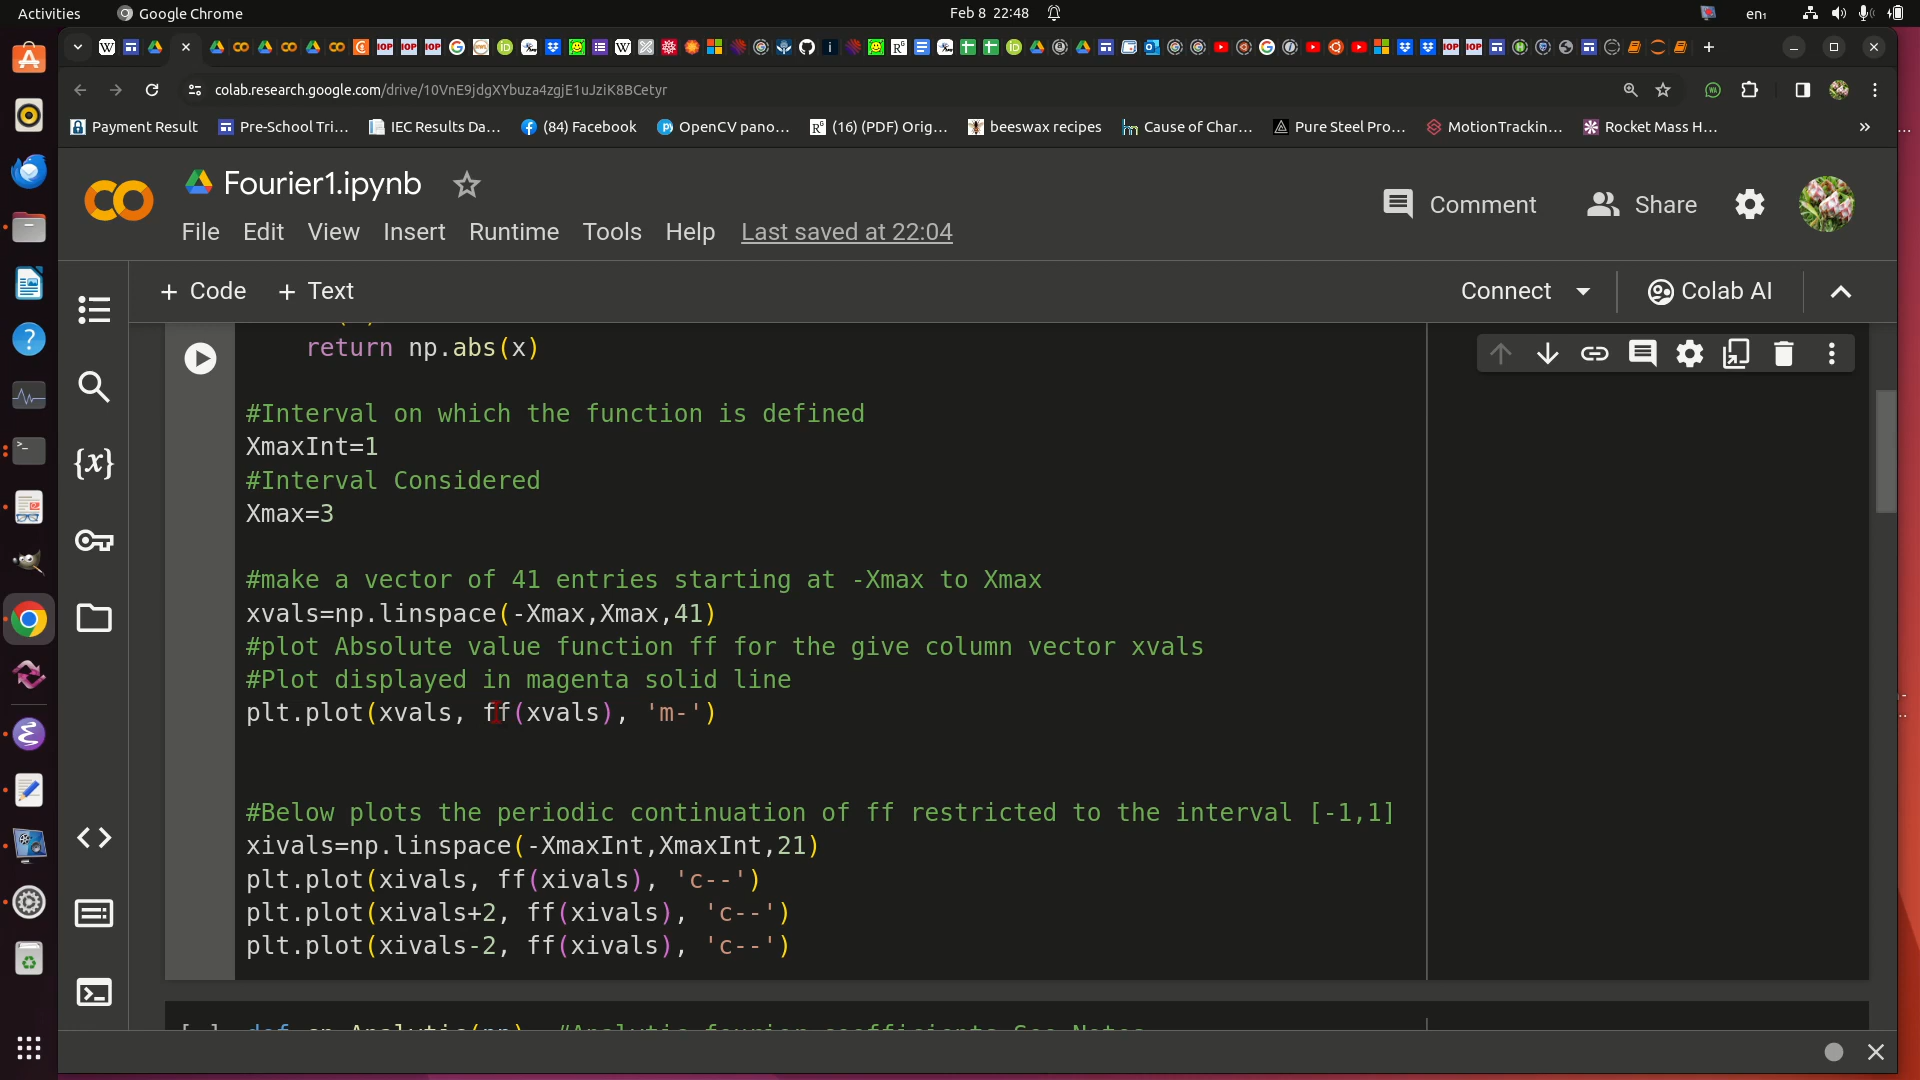 Activities
Google Chrome
Feb 8 22:48
en₁
colab.research.google.com/drive/10VnE9jdgXYbuza4zgjE1uJziK8BCetyr
Payment Result
Pre-School Tri...
IEC Results Da...
(84) Facebook
OpenCV pano...
(16) (PDF) Orig...
beeswax recipes
Cause of Char...
Pure Steel Pro...
MotionTrackin...
Rocket Mass H...
»
Fourier1.ipynb
Comment
Share
File Edit View Insert Runtime Tools Help Last saved at 22:04
+ Code + Text
Connect
Colab AI
return np.abs(x)
#Interval on which the function is defined
XmaxInt=1
#Interval Considered
Xmax=3
#make a vector of 41 entries starting at -Xmax to Xmax
xvals=np.linspace(-Xmax,Xmax,41)
#plot Absolute value function ff for the give column vector xvals
#Plot displayed in magenta solid line
plt.plot(xvals, ff(xvals), 'm-')
#Below plots the periodic continuation of ff restricted to the interval [-1,1]
xivals=np.linspace(-XmaxInt,XmaxInt,21)
plt.plot(xivals, ff(xivals), 'c--')
plt.plot(xivals+2, ff(xivals), 'c--')
plt.plot(xivals-2, ff(xivals), 'c--')